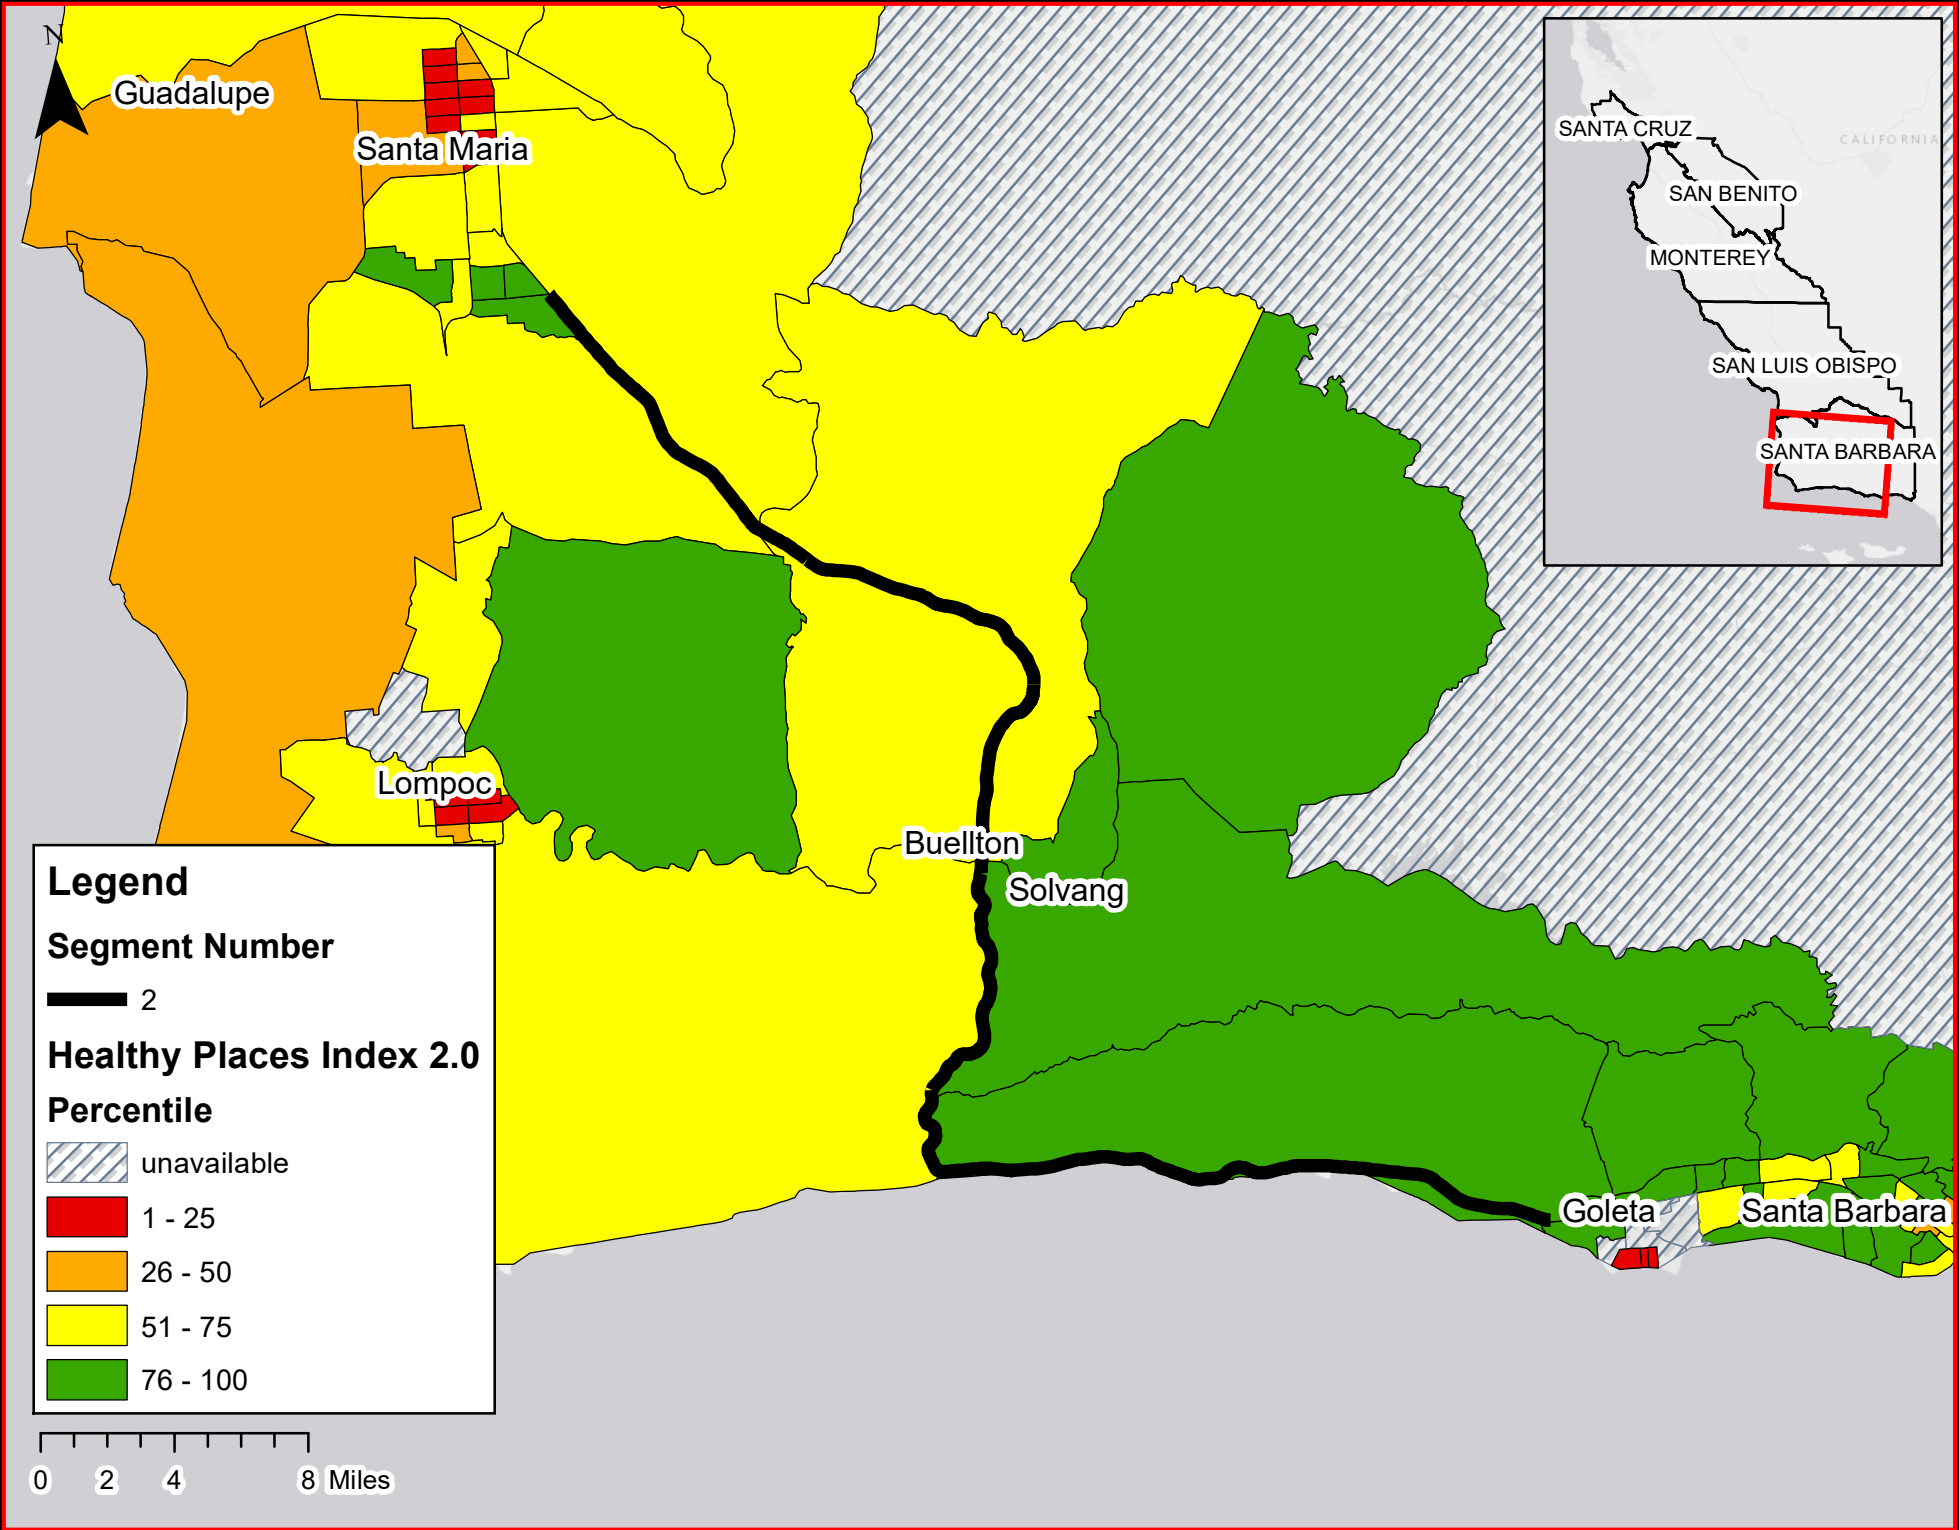 N
Guadalupe
Santa Maria
Lompoc
Buellton
Solvang
Goleta
Santa Barbara
SANTA CRUZ
CALIFORNIA
SAN BENITO
MONTEREY
SAN LUIS OBISPO
SANTA BARBARA
Legend
Segment Number
2
Healthy Places Index 2.0
Percentile
unavailable
1 - 25
26 - 50
51 - 75
76 - 100
0 2 4 8 Miles